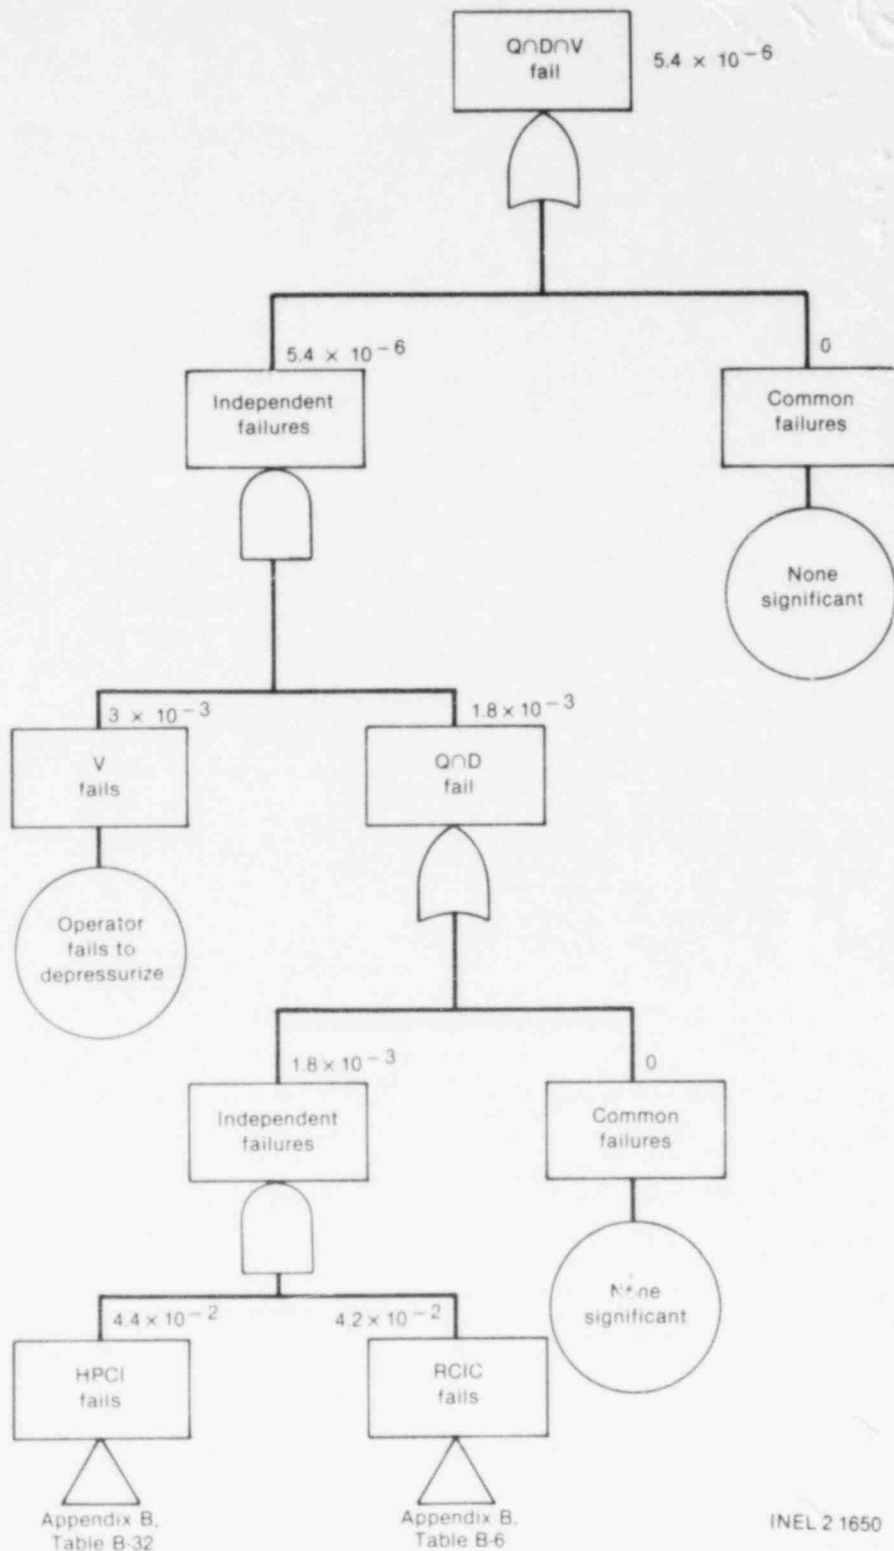 Q∩D∩V
fail
5.4 × 10⁻⁶
5.4 × 10⁻⁶
Independent
failures
0
Common
failures
None
significant
3 × 10⁻³
V
fails
Operator
fails to
depressurize
1.8 × 10⁻³
Q∩D
fail
1.8 × 10⁻³
Independent
failures
0
Common
failures
None
significant
4.4 × 10⁻²
HPCI
fails
Appendix B,
Table B-32
4.2 × 10⁻²
RCIC
fails
Appendix B,
Table B-6
INEL 2 1650